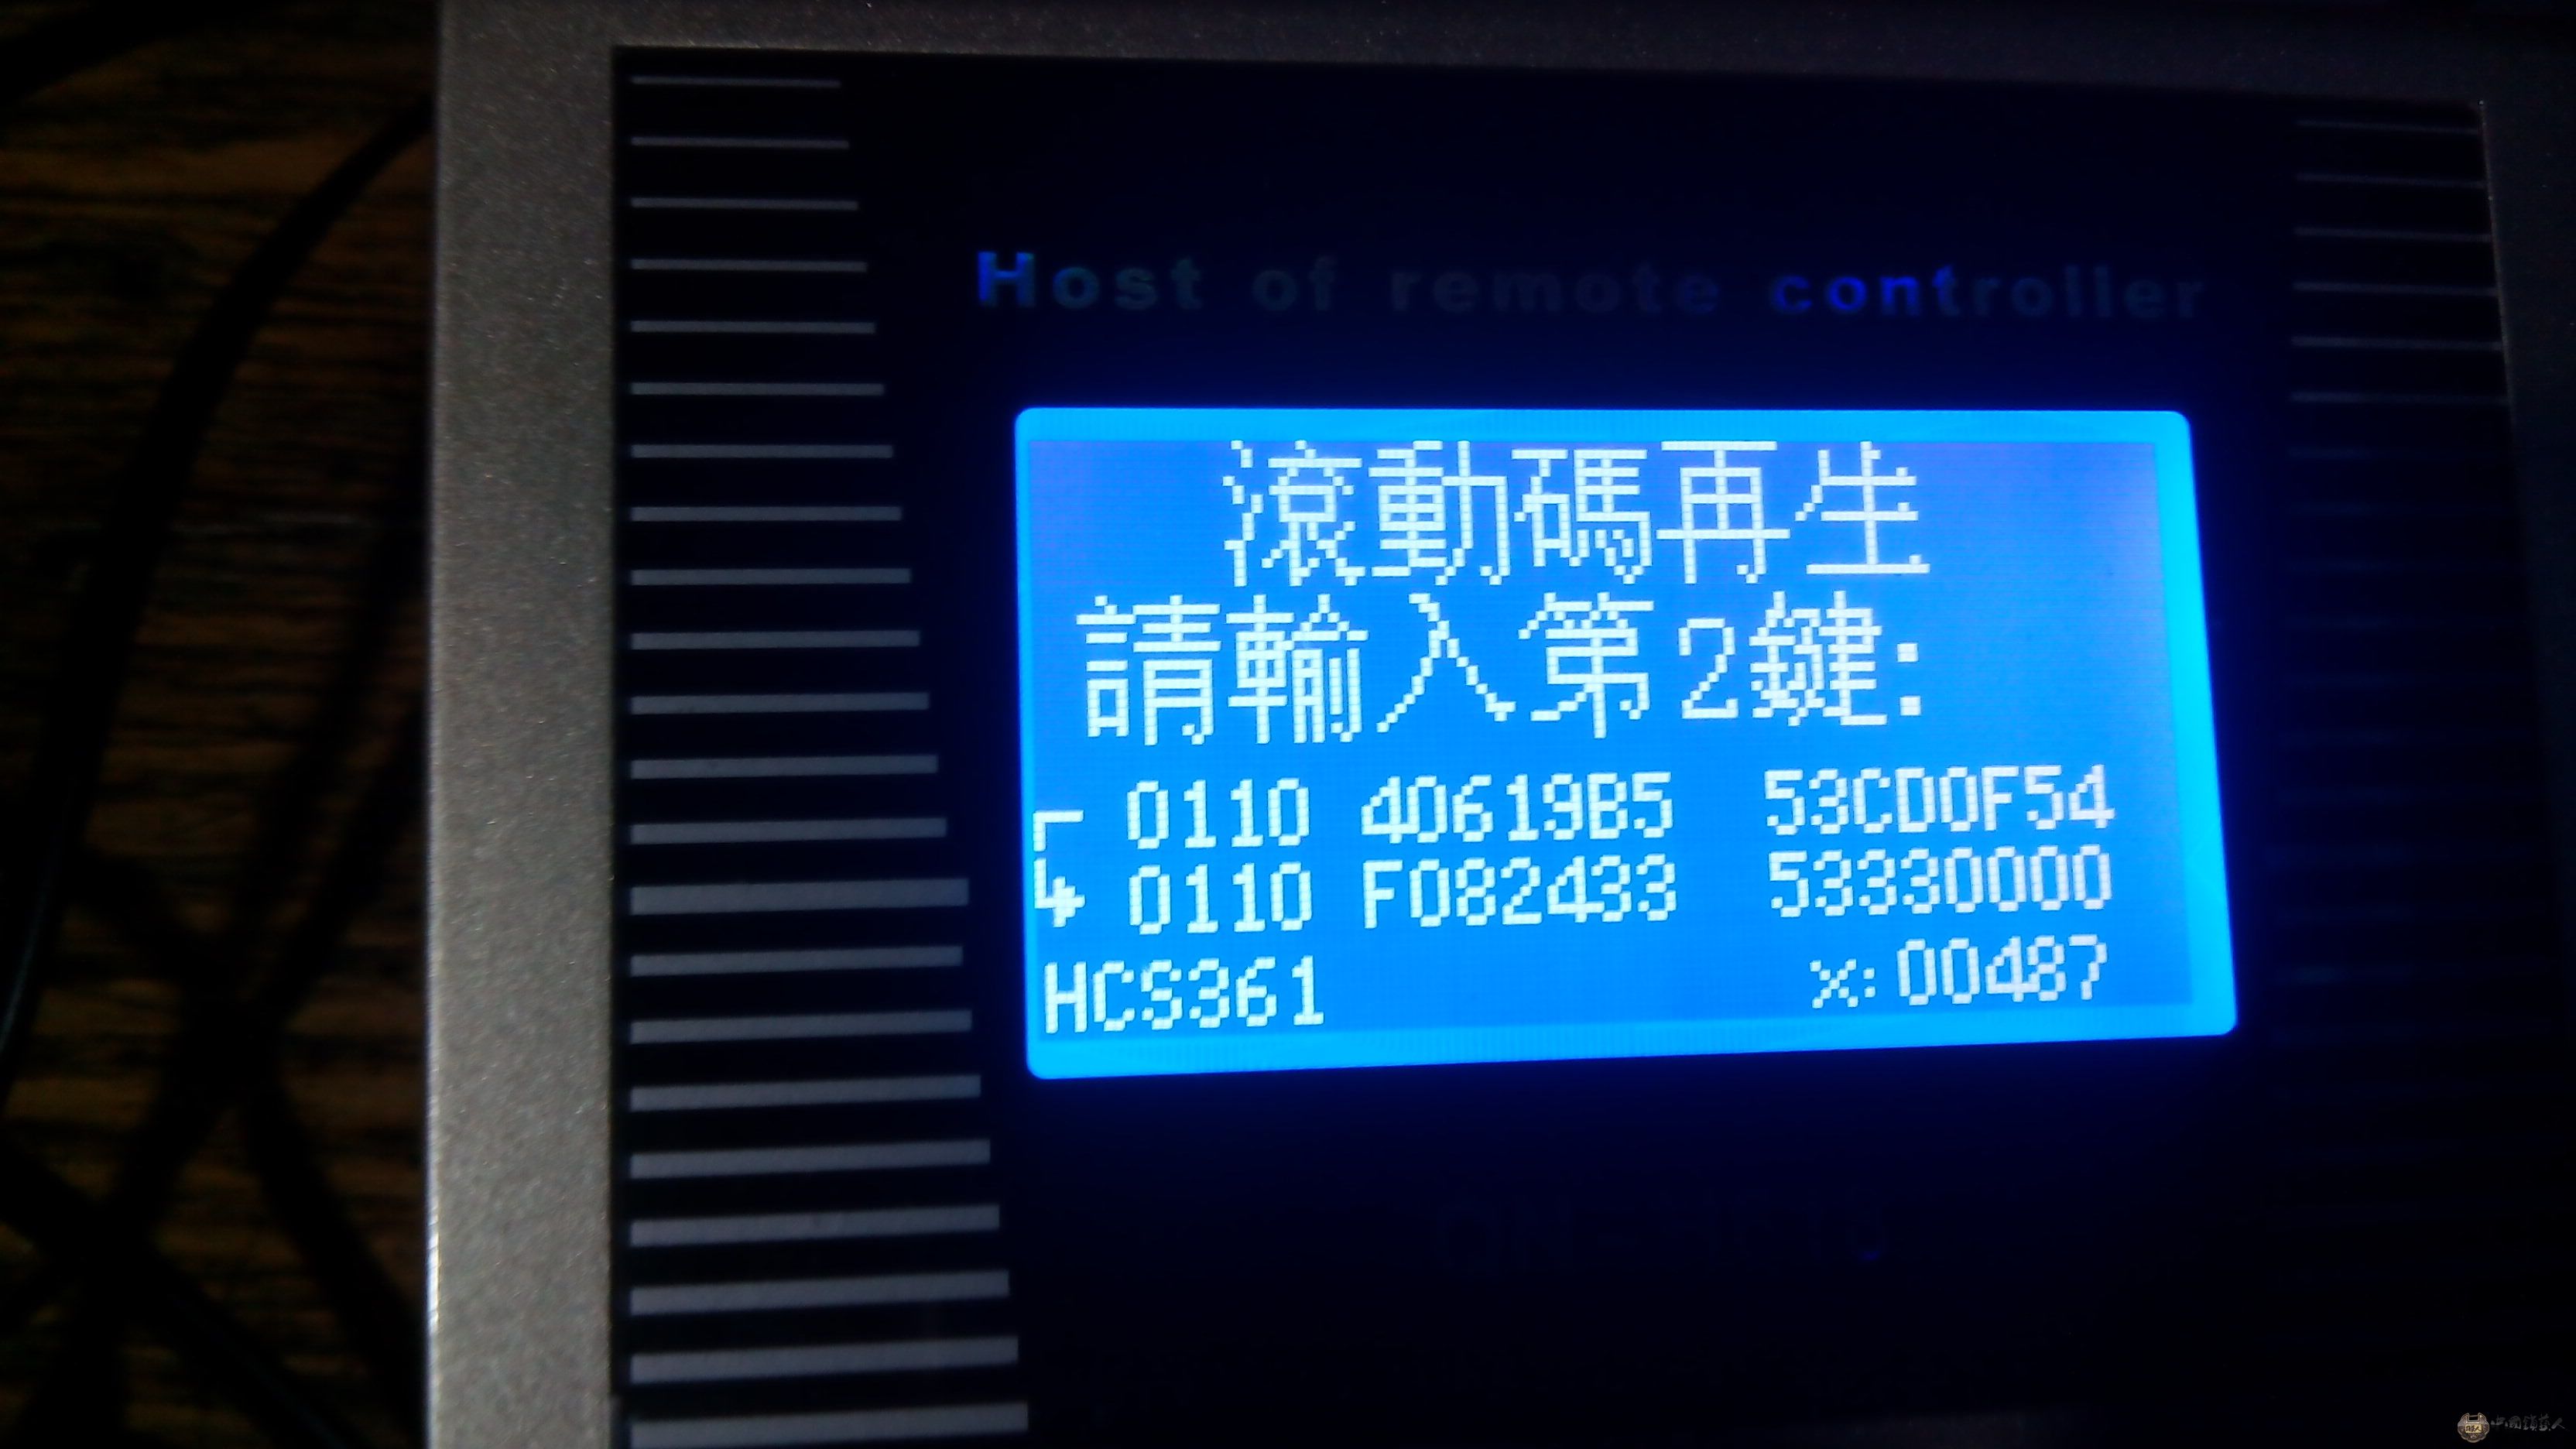 Host of remote controller
滾動碼再生
請輸入第2鍵:
0110 40619B5 53CD0F54
0110 F082433 53330000
HCS361 X: 00487